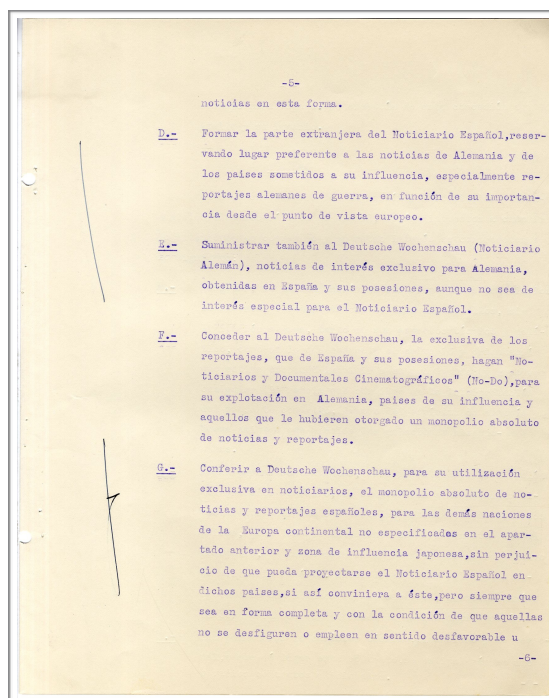 -5-
noticias en esta forma.
D.- Formar la parte extranjera del Noticiario Español,reser-
vando lugar preferente a las noticias de Alemania y de
los paises sometidos a su influencia, especialmente re-
portajes alemanes de guerra, en función de su importan-
cia desde el punto de vista europeo.
E.- Suministrar también al Deutsche Wochenschau (Noticiario
Alemán), noticias de interés exclusivo para Alemania,
obtenidas en España y sus posesiones, aunque no sea de
interés especial para el Noticiario Español.
F.- Conceder al Deutsche Wochenschau, la exclusiva de los
reportajes, que de España y sus posesiones, hagan "No-
ticiarios y Documentales Cinematográficos" (No-Do),para
su explotación en Alemania, paises de su influencia y
aquellos que le hubieren otorgado un monopolio absoluto
de noticias y reportajes.
G.- Conferir a Deutsche Wochenschau, para su utilización
exclusiva en noticiarios, el monopolio absoluto de no-
ticias y reportajes españoles, para las demás naciones
de la Europa continental no especificados en el apar-
tado anterior y zona de influencia japonesa,sin perjui-
cio de que pueda proyectarse el Noticiario Español en
dichos paises,si así conviniera a éste,pero siempre que
sea en forma completa y con la condición de que aquellas
no se desfiguren o empleen en sentido desfavorable u
-6-